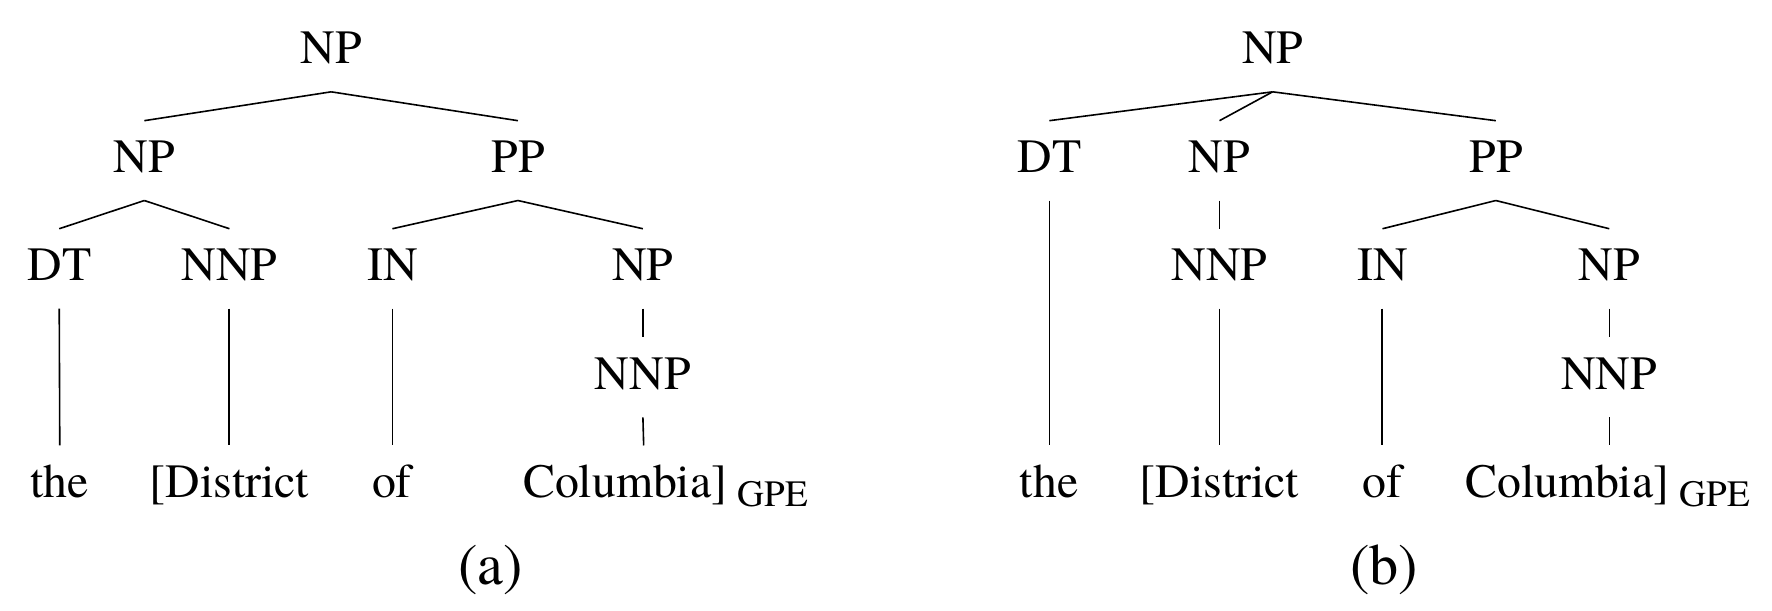 NP NP
NP PP DT NP PP
DT NNP IN NP NNP IN NP
NNP NNP
the [District of Columbia] GPE the [District of Columbia] GPE
(a) (b)